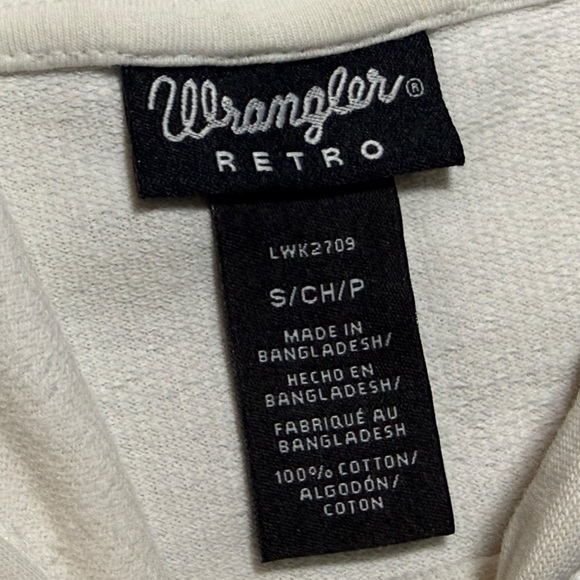 Wrangler®
RETRO
LWK2709
S/CH/P
MADE IN
BANGLADESH/
HECHO EN
BANGLADESH/
FABRIQUÉ AU
BANGLADESH
100% COTTON/
ALGODÓN/
COTON